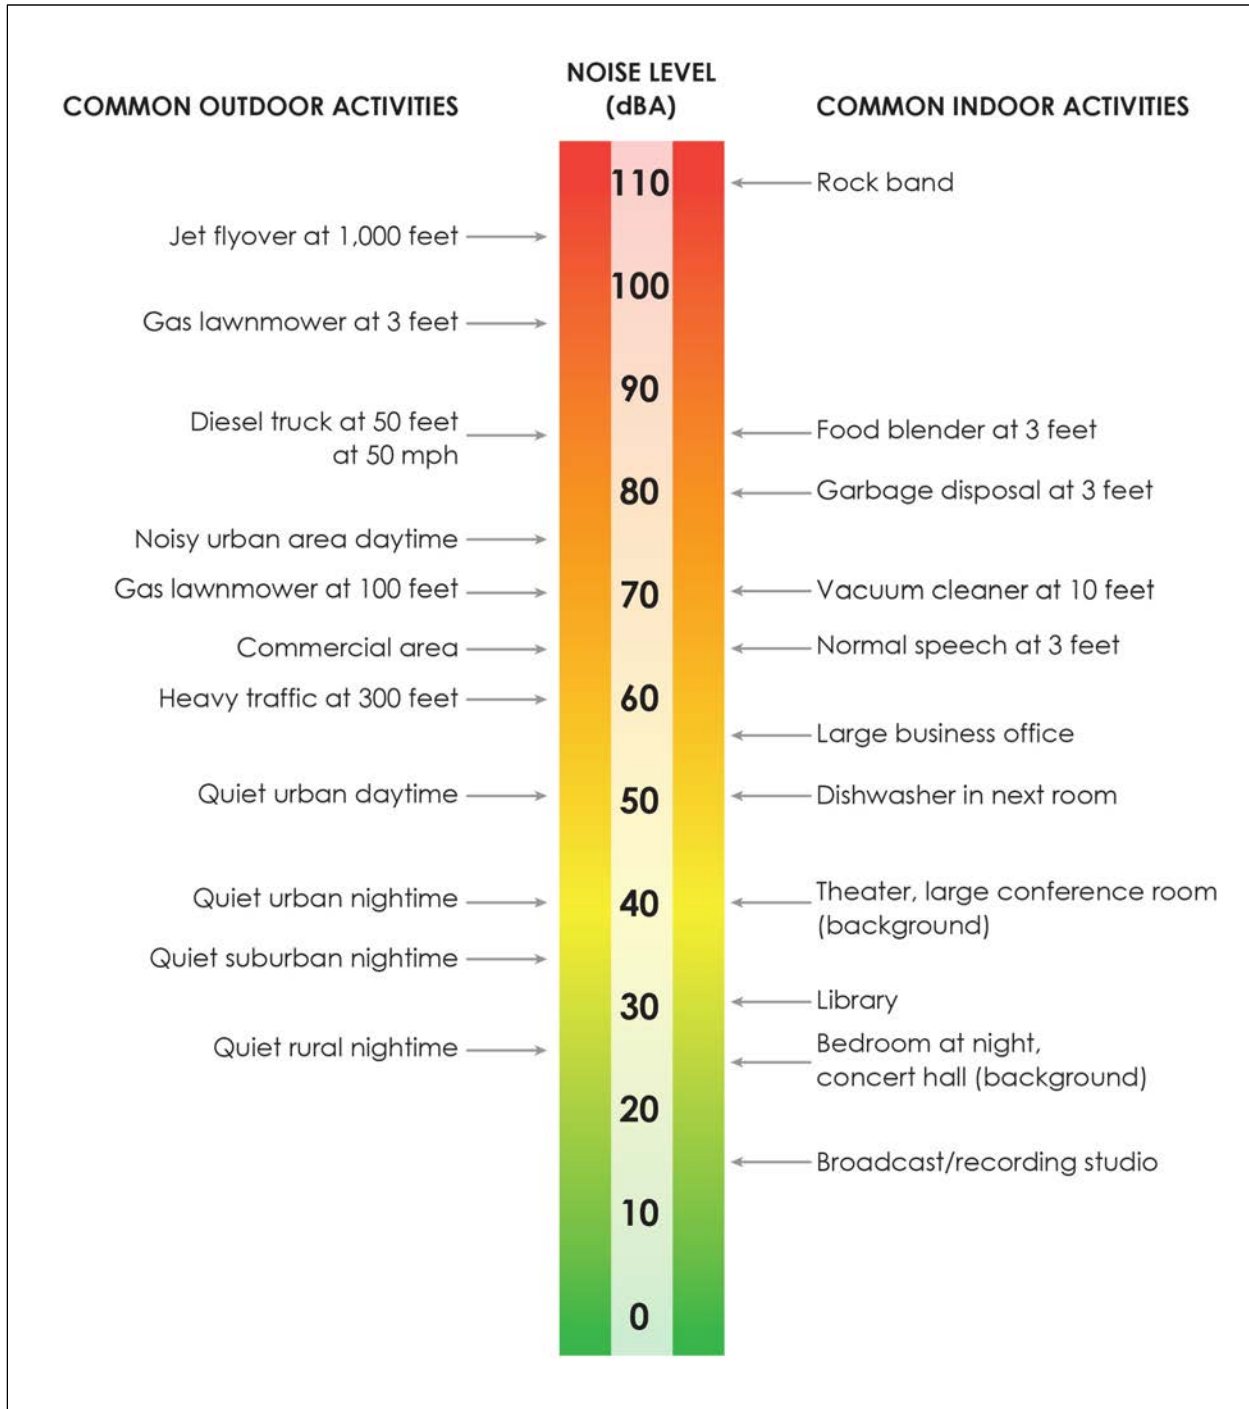 COMMON OUTDOOR ACTIVITIES
NOISE LEVEL
(dBA)
COMMON INDOOR ACTIVITIES
110
Rock band
Jet flyover at 1,000 feet
100
Gas lawnmower at 3 feet
90
Diesel truck at 50 feet
at 50 mph
Food blender at 3 feet
80
Garbage disposal at 3 feet
Noisy urban area daytime
Gas lawnmower at 100 feet
70
Vacuum cleaner at 10 feet
Commercial area
Normal speech at 3 feet
Heavy traffic at 300 feet
60
Large business office
Quiet urban daytime
50
Dishwasher in next room
Quiet urban nightime
40
Theater, large conference room
(background)
Quiet suburban nightime
30
Library
Quiet rural nightime
Bedroom at night,
concert hall (background)
20
Broadcast/recording studio
10
0